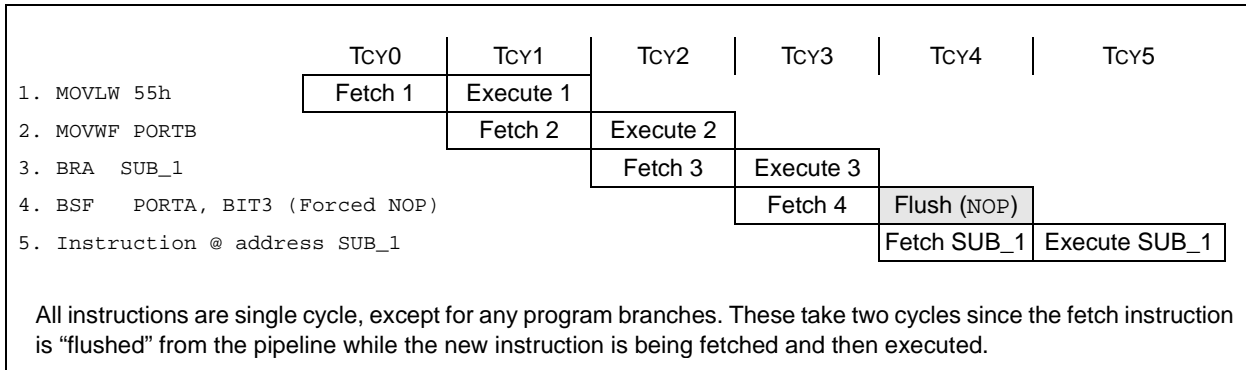 TCY0 TCY1 TCY2 TCY3 TCY4 TCY5
1. MOVLW 55h Fetch 1 Execute 1
2. MOVWF PORTB Fetch 2 Execute 2
3. BRA SUB_1 Fetch 3 Execute 3
4. BSF PORTA, BIT3 (Forced NOP) Fetch 4 Flush (NOP)
5. Instruction @ address SUB_1 Fetch SUB_1 Execute SUB_1
All instructions are single cycle, except for any program branches. These take two cycles since the fetch instruction
is “flushed” from the pipeline while the new instruction is being fetched and then executed.